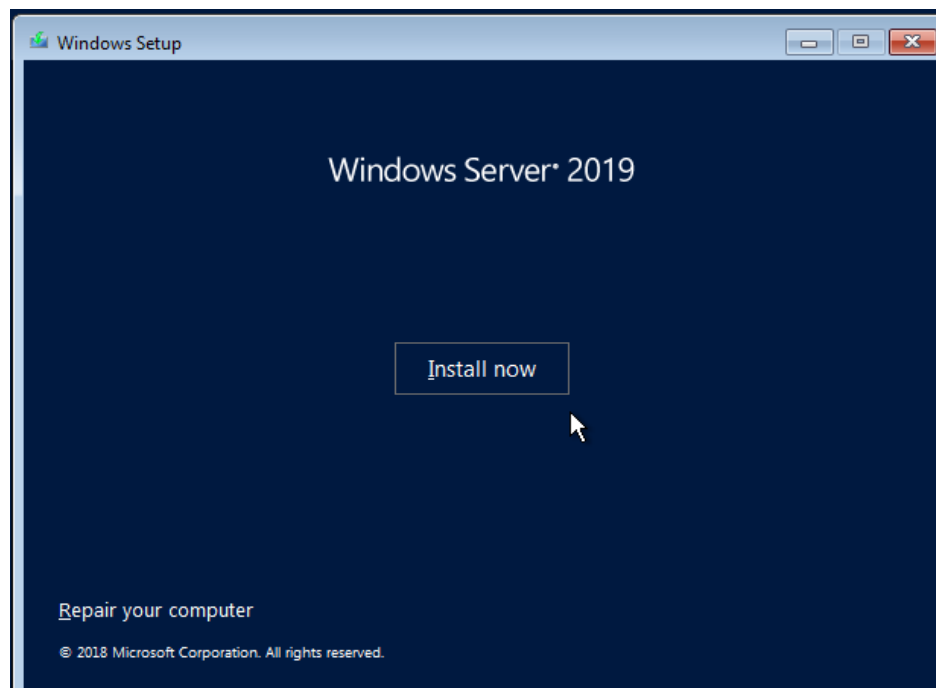 Windows Setup
Windows Server® 2019
Install now
Repair your computer
© 2018 Microsoft Corporation. All rights reserved.